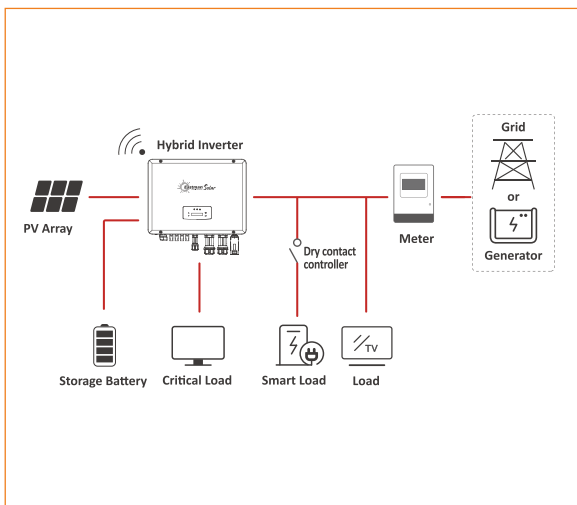 Hybrid Inverter
Grid
or
Generator
PV Array
Solar
Meter
Dry contact
controller
Storage Battery
Critical Load
Smart Load
TV
Load